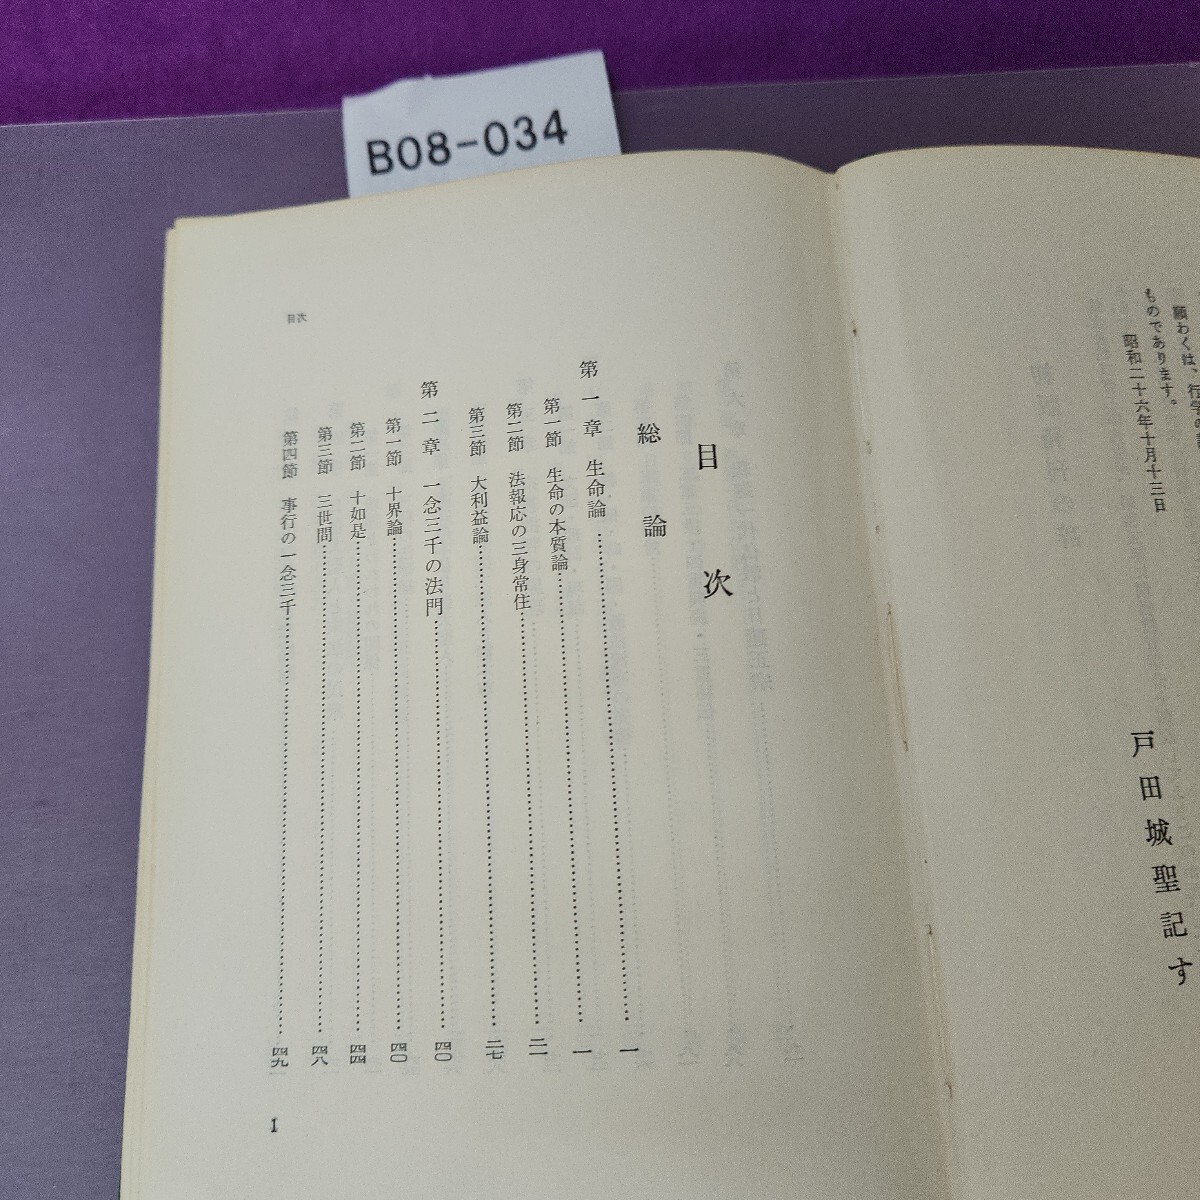 B08-034
願わくは、行学の
ものであります。
昭和二十六年十月十三日
戸田城聖記す
目次
総論
第一章 生命論…………一
第一節 生命の本質論…………一
第二節 法報応の三身常住…………二一
第三節 大利益論…………二七
第二章 一念三千の法門…………四〇
第一節 十界論…………四〇
第二節 十如是…………四四
第三節 三世間…………四八
第四節 事行の一念三千…………四九
目次
1